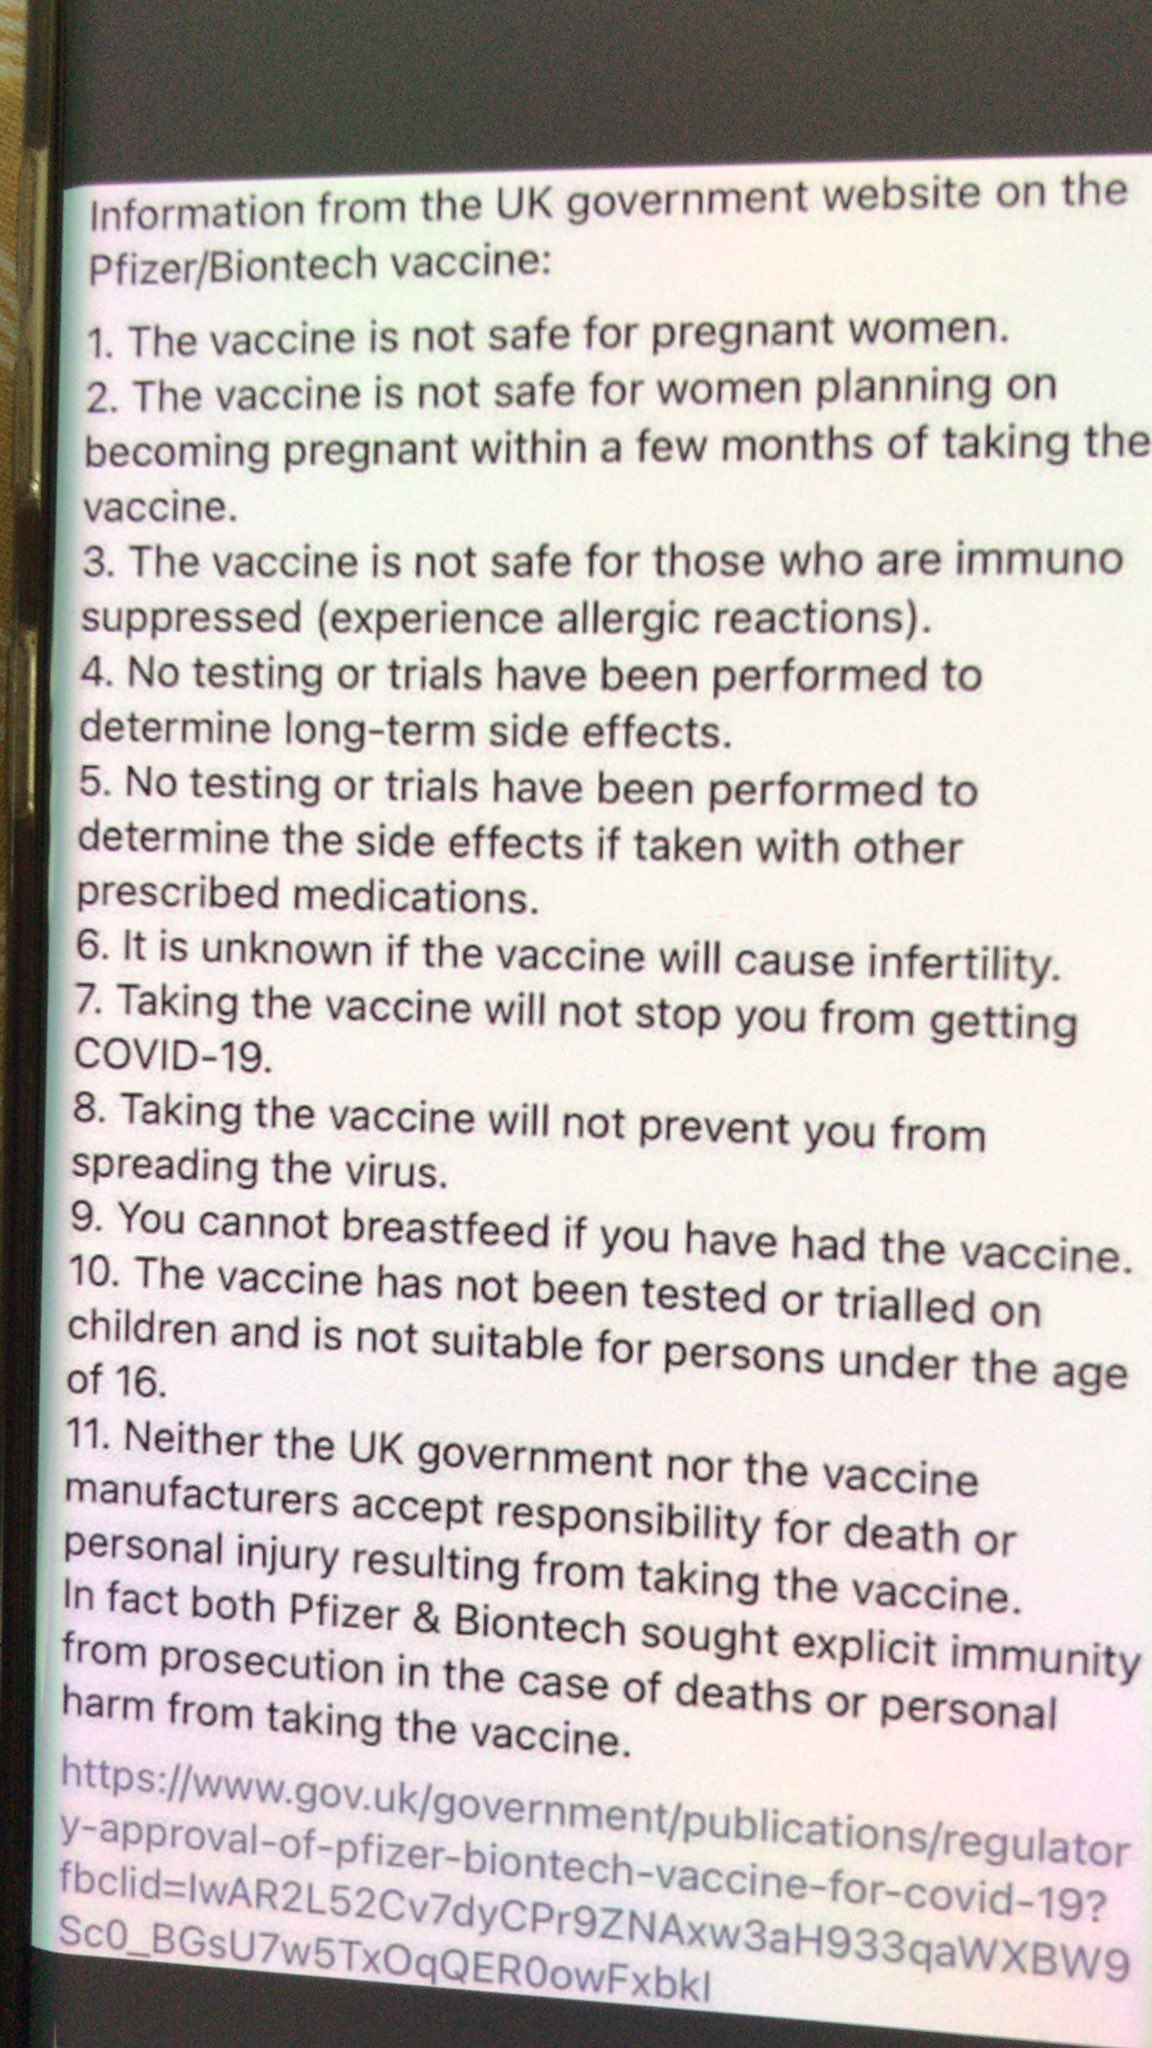 Information from the UK government website on the
Pfizer/Biontech vaccine:
1. The vaccine is not safe for pregnant women.
2. The vaccine is not safe for women planning on
becoming pregnant within a few months of taking the
vaccine.
3. The vaccine is not safe for those who are immuno
suppressed (experience allergic reactions).
4. No testing or trials have been performed to
determine long-term side effects.
5. No testing or trials have been performed to
determine the side effects if taken with other
prescribed medications.
6. It is unknown if the vaccine will cause infertility.
7. Taking the vaccine will not stop you from getting
COVID-19.
8. Taking the vaccine will not prevent you from
spreading the virus.
9. You cannot breastfeed if you have had the vaccine.
10. The vaccine has not been tested or trialled on
children and is not suitable for persons under the age
of 16.
11. Neither the UK government nor the vaccine
manufacturers accept responsibility for death or
personal injury resulting from taking the vaccine.
In fact both Pfizer & Biontech sought explicit immunity
from prosecution in the case of deaths or personal
harm from taking the vaccine.
https://www.gov.uk/government/publications/regulator
y-approval-of-pfizer-biontech-vaccine-for-covid-19?
fbclid=IwAR2L52Cv7dyCPr9ZNAxw3aH933qaWXBW9
Sc0_BGsU7w5TxOqQER0owFxbkI